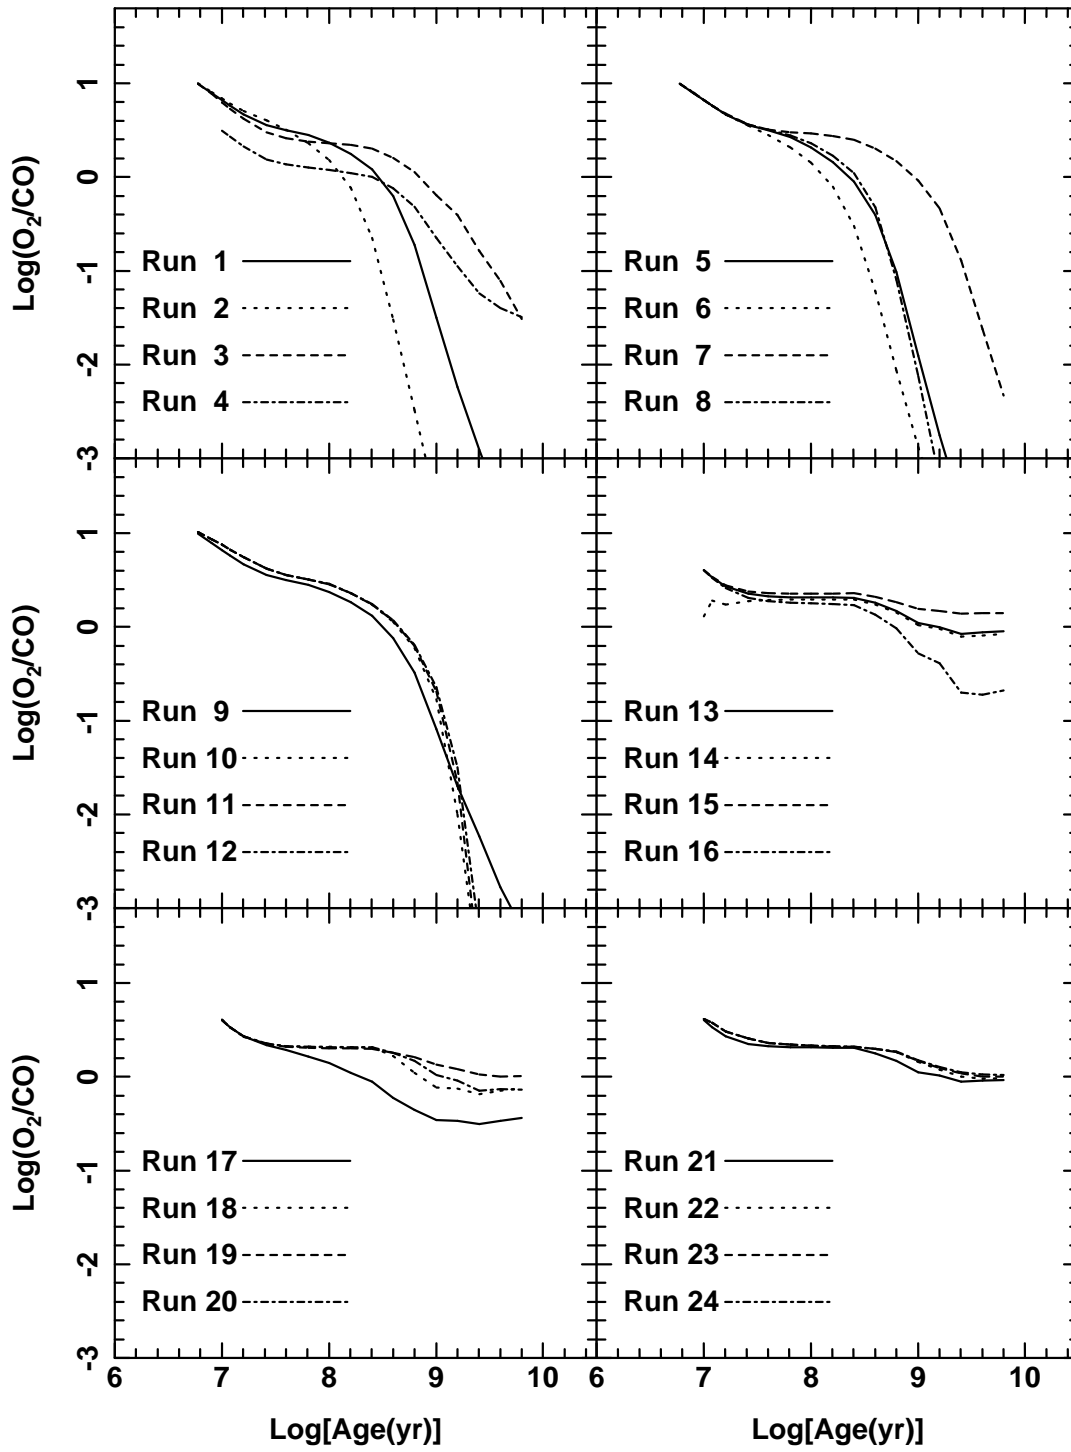 Log(O2/CO)
1
0
-1
-2
-3
Run 1
Run 2
Run 3
Run 4
Run 5
Run 6
Run 7
Run 8
Log(O2/CO)
1
0
-1
-2
-3
Run 9
Run 10
Run 11
Run 12
Run 13
Run 14
Run 15
Run 16
Log(O2/CO)
1
0
-1
-2
-3
Run 17
Run 18
Run 19
Run 20
Run 21
Run 22
Run 23
Run 24
6 7 8 9 10 6 7 8 9 10
Log[Age(yr)] Log[Age(yr)]